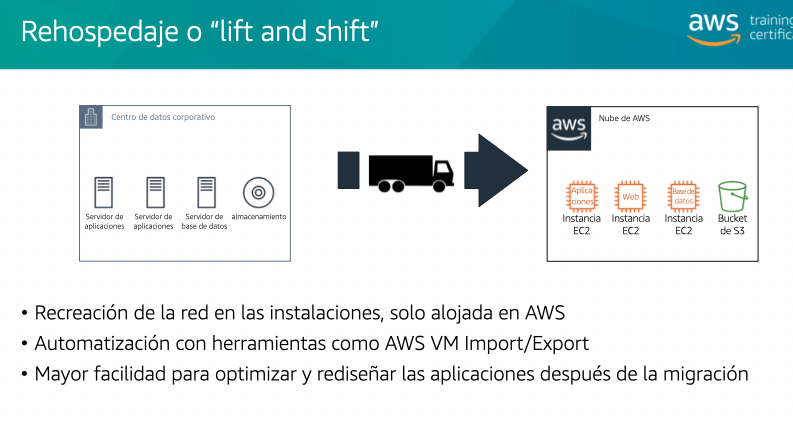 Rehospedaje o “lift and shift”
aws training
Centro de datos corporativo
Servidor de aplicaciones
Servidor de aplicaciones
Servidor de base de datos
almacenamiento
aws
Nube de AWS
Aplica
ciones
Instancia
EC2
Web
Instancia
EC2
Base de
datos
Instancia
EC2
Bucket
de S3
• Recreación de la red en las instalaciones, solo alojada en AWS
• Automatización con herramientas como AWS VM Import/Export
• Mayor facilidad para optimizar y rediseñar las aplicaciones después de la migración